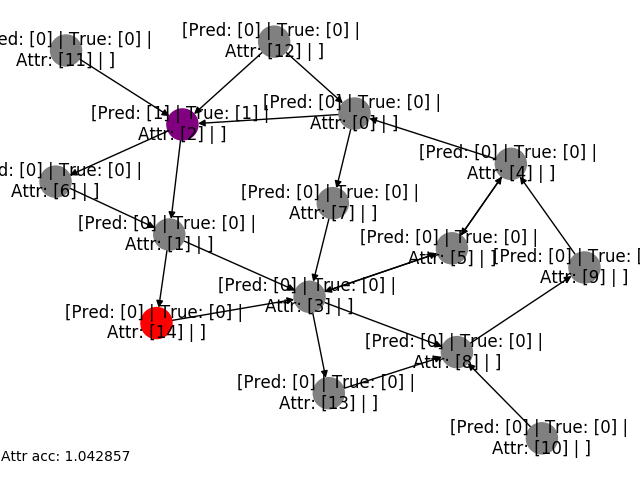 [Pred: [0] | True: [0] |
Attr: [12] | ]
ed: [0] | True: [0] |
Attr: [11] | ]
[Pred: [0] | True: [0] |
Attr: [0] | ]
[Pred: [1] | True: [1] |
Attr: [2] | ]
[Pred: [0] | True: [0] |
Attr: [4] | ]
d: [0] | True: [0] |
Attr: [6] | ]
[Pred: [0] | True: [0] |
Attr: [7] | ]
[Pred: [0] | True: [0] |
Attr: [1] | ]
[Pred: [0] | True: [0] |
Attr: [5] | ]
[Pred: [0] | True: [
Attr: [9] | ]
[Pred: [0] | True: [0] |
Attr: [3] | ]
[Pred: [0] | True: [0] |
Attr: [14] | ]
[Pred: [0] | True: [0] |
Attr: [8] | ]
[Pred: [0] | True: [0] |
Attr: [13] | ]
[Pred: [0] | True: [0] |
Attr: [10] | ]
Attr acc: 1.042857